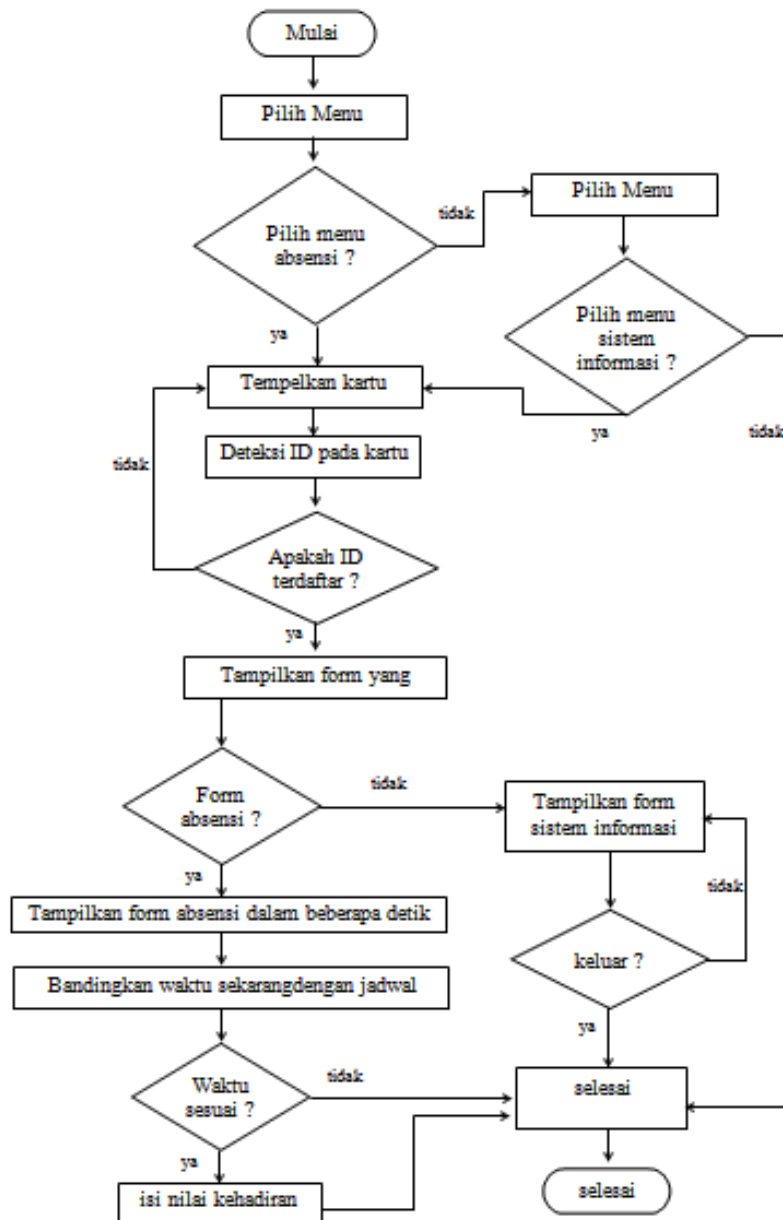 Mulai
Pilih Menu
Pilih menu
absensi ?
tidak
Pilih Menu
Pilih menu
sistem
informasi ?
ya
Tempelkan kartu
ya
tidak
Deteksi ID pada kartu
tidak
Apakah ID
terdaftar ?
ya
Tampilkan form yang
Form
absensi ?
tidak
Tampilkan form
sistem informasi
ya
tidak
Tampilkan form absensi dalam beberapa detik
keluar ?
Bandingkan waktu sekarangdengan jadwal
ya
Waktu
sesuai ?
tidak
selesai
ya
isi nilai kehadiran
selesai